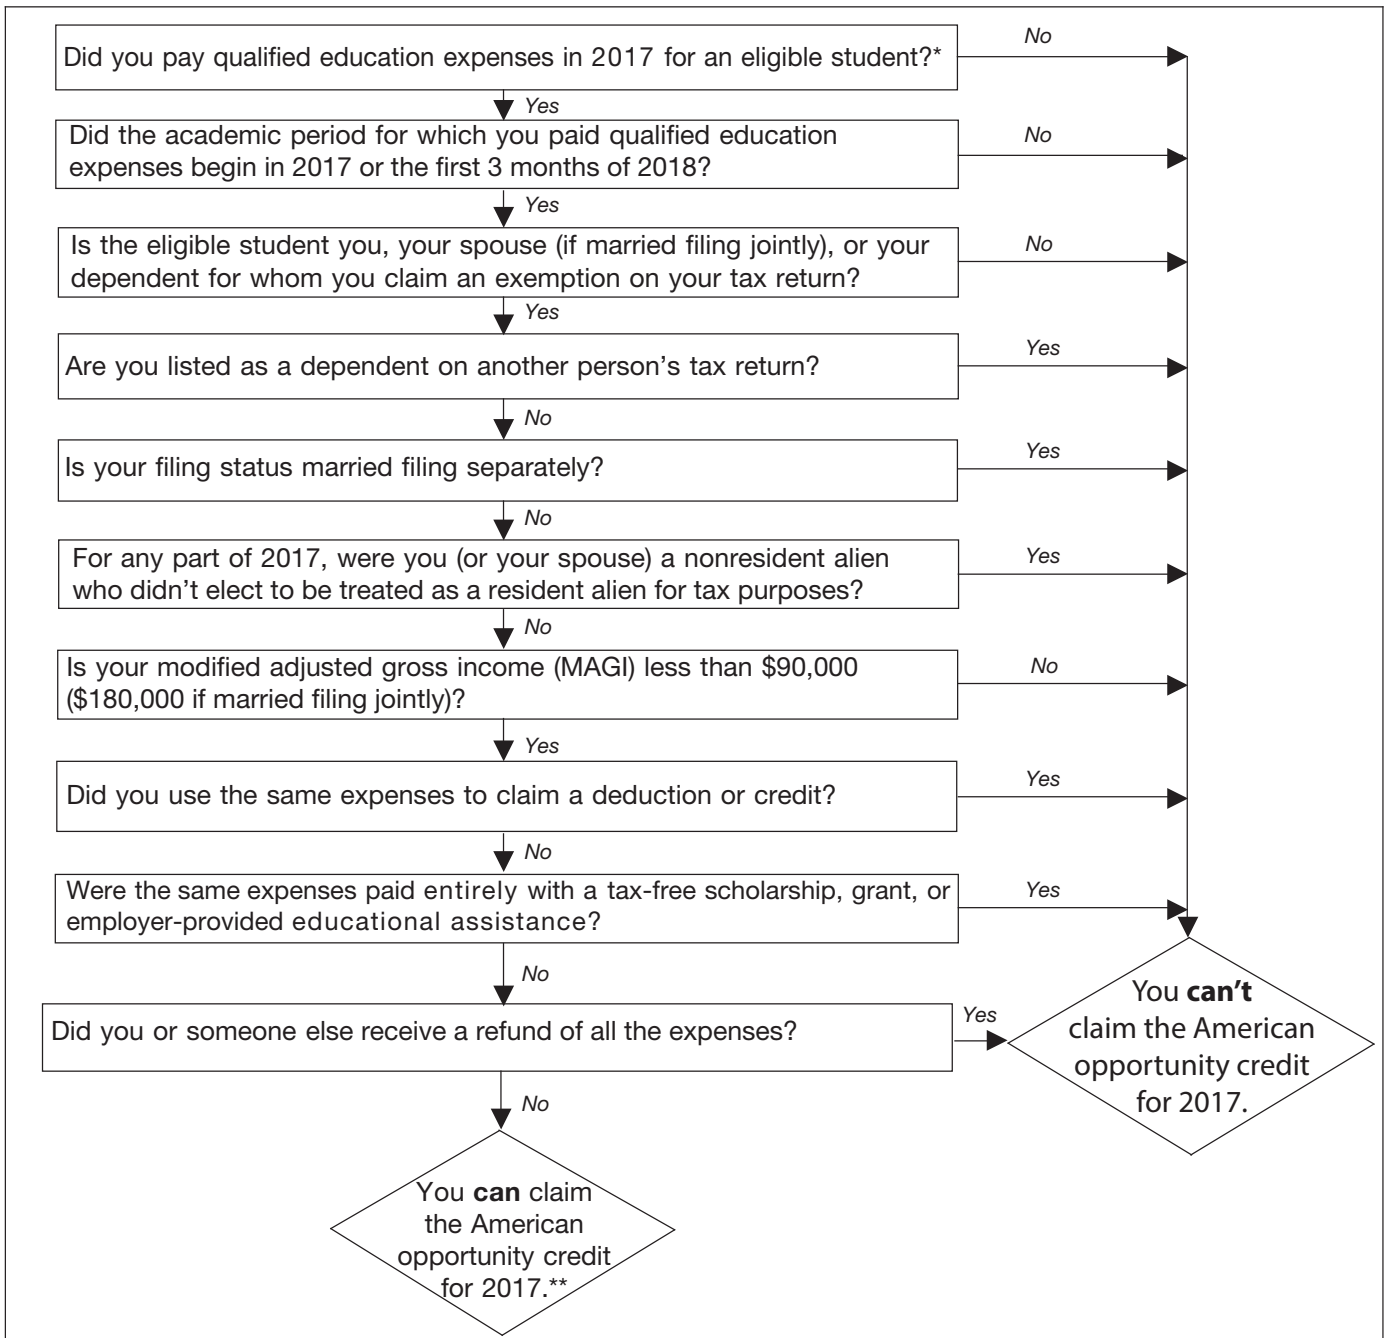 Did you pay qualified education expenses in 2017 for an eligible student?*
No
Yes
Did the academic period for which you paid qualified education
expenses begin in 2017 or the first 3 months of 2018?
No
Yes
Is the eligible student you, your spouse (if married filing jointly), or your
dependent for whom you claim an exemption on your tax return?
No
Yes
Are you listed as a dependent on another person's tax return?
Yes
No
Is your filing status married filing separately?
Yes
No
For any part of 2017, were you (or your spouse) a nonresident alien
who didn't elect to be treated as a resident alien for tax purposes?
Yes
No
Is your modified adjusted gross income (MAGI) less than $90,000
($180,000 if married filing jointly)?
No
Yes
Did you use the same expenses to claim a deduction or credit?
Yes
No
Were the same expenses paid entirely with a tax-free scholarship, grant, or
employer-provided educational assistance?
Yes
No
Did you or someone else receive a refund of all the expenses?
Yes
You can't
claim the American
opportunity credit
for 2017.
No
You can claim
the American
opportunity credit
for 2017.**